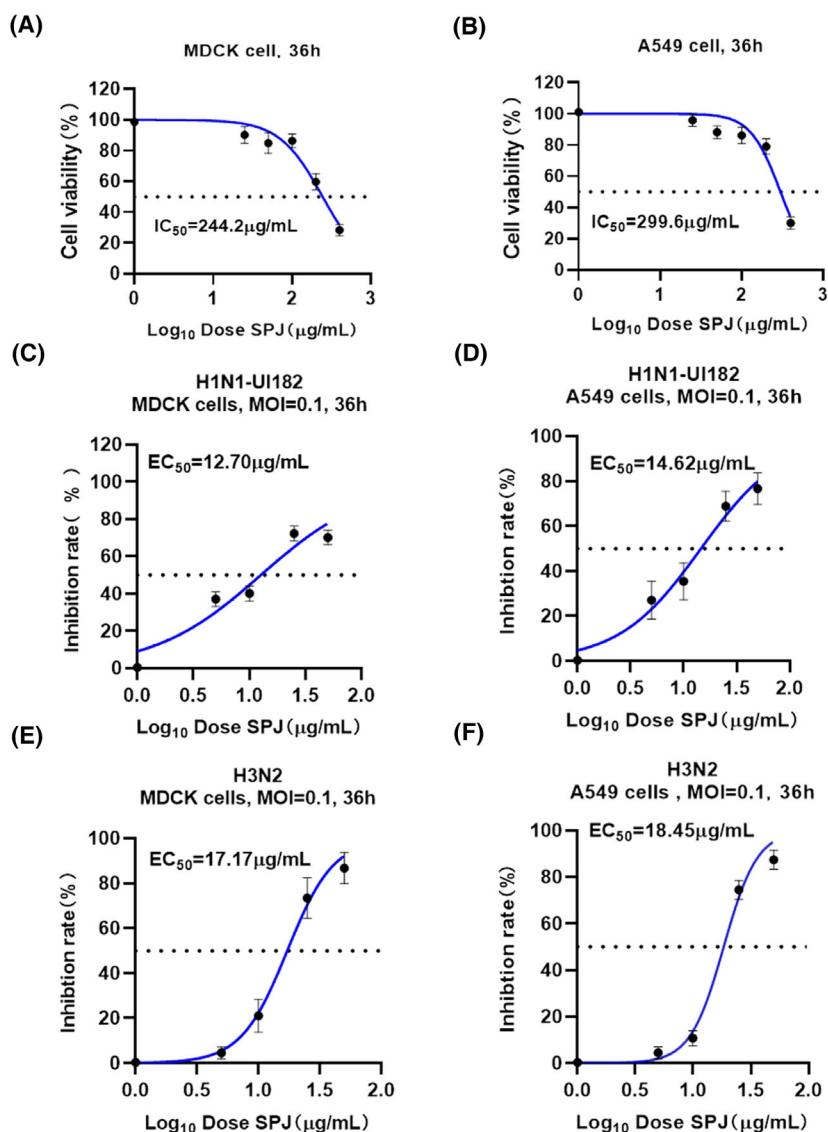 (A)
MDCK cell, 36h
Cell viability(%)
120
100
80
60
40
20
0
IC50=244.2μg/mL
0 1 2 3
Log10 Dose SPJ(μg/mL)
(B)
A549 cell, 36h
Cell viability(%)
120
100
80
60
40
20
0
IC50=299.6μg/mL
0 1 2 3
Log10 Dose SPJ(μg/mL)
(C)
H1N1-UI182
MDCK cells, MOI=0.1, 36h
Inhibition rate( %)
120
100
80
60
40
20
0
EC50=12.70μg/mL
0.0 0.5 1.0 1.5 2.0
Log10 Dose SPJ(μg/mL)
(D)
H1N1-UI182
A549 cells, MOI=0.1, 36h
Inhibtion rate(%)
100
80
60
40
20
0
EC50=14.62μg/mL
0.0 0.5 1.0 1.5 2.0
Log10 Dose SPJ(μg/mL)
(E)
H3N2
MDCK cells, MOI=0.1, 36h
Inhibtion rate(%)
100
80
60
40
20
0
EC50=17.17μg/mL
0.0 0.5 1.0 1.5 2.0
Log10 Dose SPJ(μg/mL)
(F)
H3N2
A549 cells , MOI=0.1, 36h
Inhibtion rate(%)
100
80
60
40
20
0
EC50=18.45μg/mL
0.0 0.5 1.0 1.5 2.0
Log10 Dose SPJ(μg/mL)